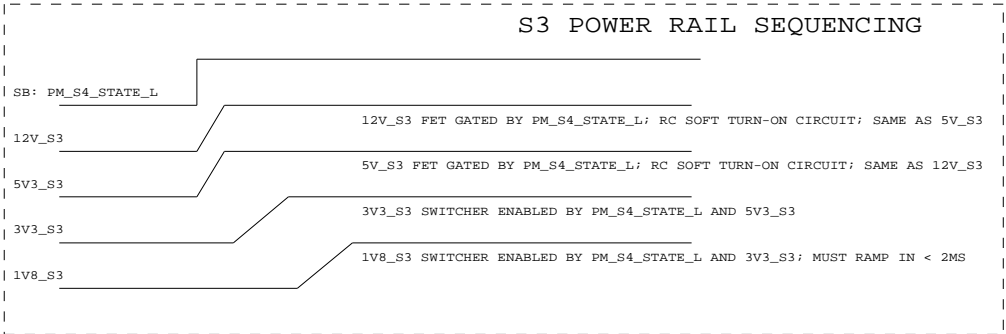 S3 POWER RAIL SEQUENCING
SB: PM_S4_STATE_L
12V_S3 FET GATED BY PM_S4_STATE_L; RC SOFT TURN-ON CIRCUIT; SAME AS 5V_S3
12V_S3
5V_S3 FET GATED BY PM_S4_STATE_L; RC SOFT TURN-ON CIRCUIT; SAME AS 12V_S3
5V3_S3
3V3_S3 SWITCHER ENABLED BY PM_S4_STATE_L AND 5V3_S3
3V3_S3
1V8_S3 SWITCHER ENABLED BY PM_S4_STATE_L AND 3V3_S3; MUST RAMP IN < 2MS
1V8_S3